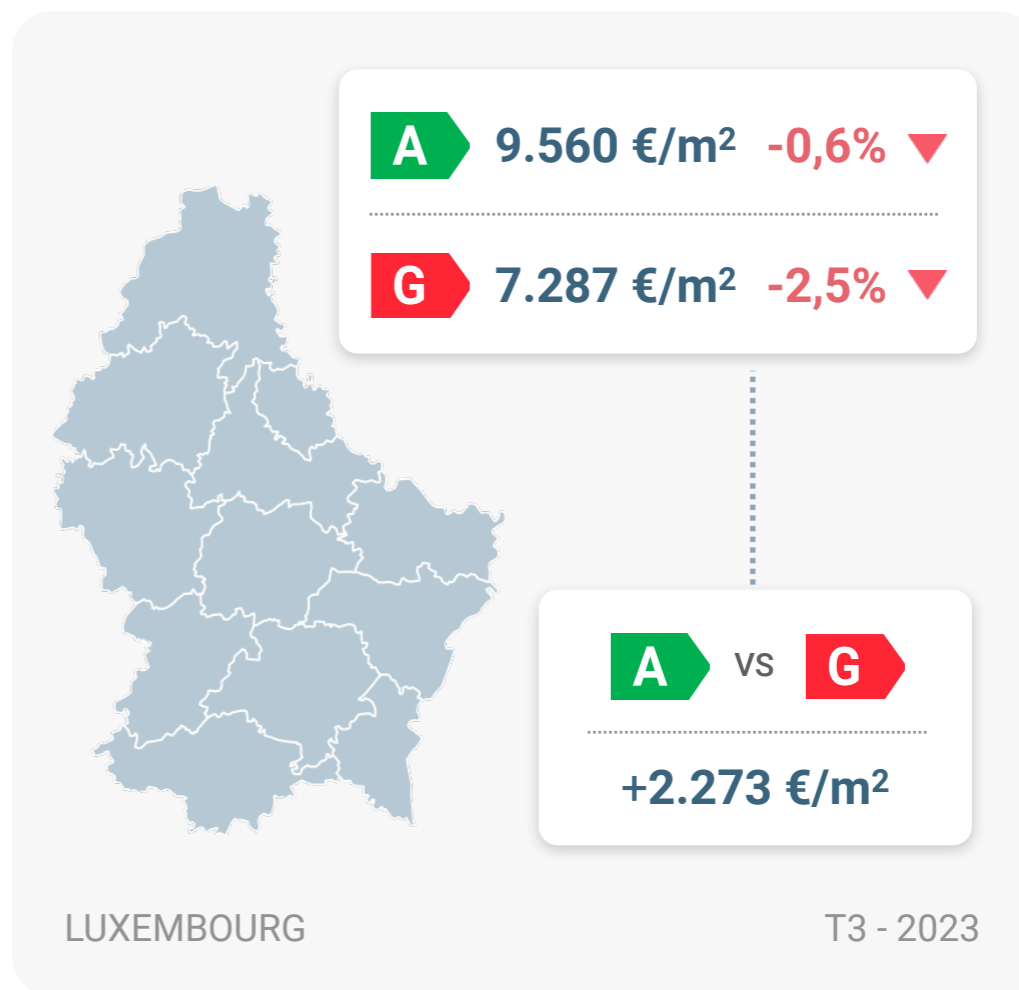 A 9.560 €/m² -0,6%
G 7.287 €/m² -2,5%
A VS G
+2.273 €/m²
LUXEMBOURG
T3 - 2023